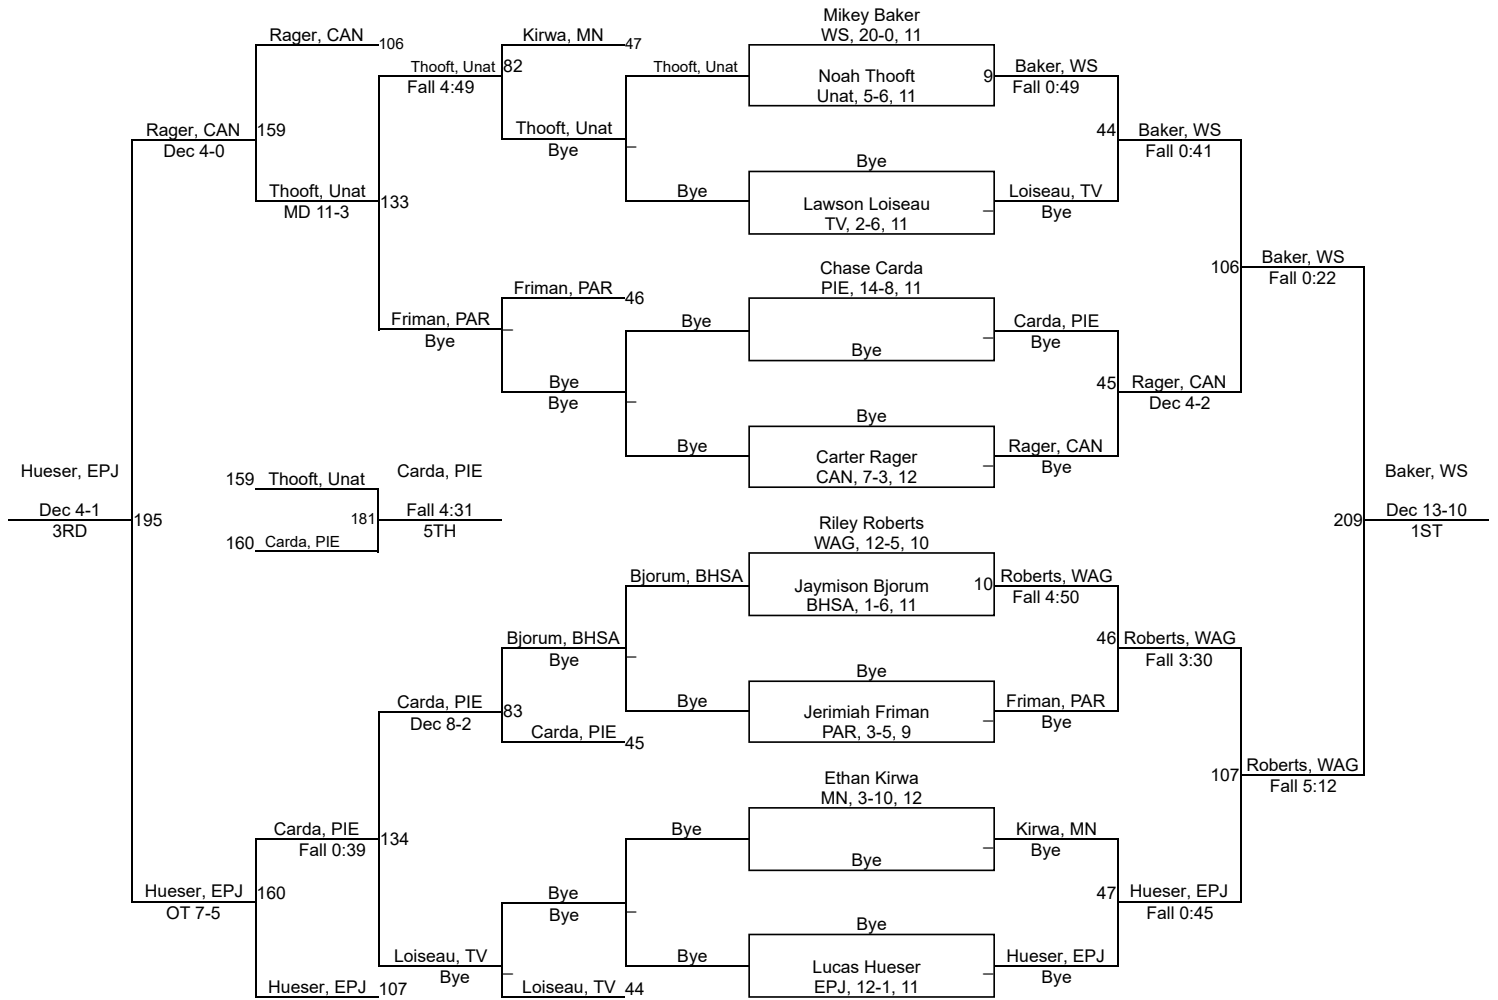 Mikey Baker
WS, 20-0, 11
Rager, CAN
106
Kirwa, MN
47
Thooft, Unat
82
Fall 4:49
Thooft, Unat
Noah Thooft
Unat, 5-6, 11
9
Baker, WS
Fall 0:49
Rager, CAN
159
Dec 4-0
Thooft, Unat
Bye
44
Baker, WS
Fall 0:41
Bye
Thooft, Unat
133
MD 11-3
Bye
Lawson Loiseau
TV, 2-6, 11
Loiseau, TV
Bye
Chase Carda
PIE, 14-8, 11
106
Baker, WS
Fall 0:22
Friman, PAR
46
Friman, PAR
Bye
Bye
Bye
Carda, PIE
Bye
Bye
Bye
45
Rager, CAN
Dec 4-2
Bye
Bye
Carter Rager
CAN, 7-3, 12
Rager, CAN
Bye
Hueser, EPJ
Dec 4-1
3RD
195
159
Thooft, Unat
Carda, PIE
181
Fall 4:31
5TH
160
Carda, PIE
Baker, WS
209
Dec 13-10
1ST
Riley Roberts
WAG, 12-5, 10
Bjorum, BHSA
Jaymison Bjorum
BHSA, 1-6, 11
10
Roberts, WAG
Fall 4:50
Bjorum, BHSA
Bye
46
Roberts, WAG
Fall 3:30
Bye
Carda, PIE
83
Dec 8-2
Bye
Jerimiah Friman
PAR, 3-5, 9
Friman, PAR
Bye
Carda, PIE
45
107
Roberts, WAG
Fall 5:12
Ethan Kirwa
MN, 3-10, 12
Carda, PIE
134
Fall 0:39
Bye
Bye
Kirwa, MN
Bye
Hueser, EPJ
160
OT 7-5
Bye
Bye
47
Hueser, EPJ
Fall 0:45
Bye
Loiseau, TV
Bye
Bye
Lucas Hueser
EPJ, 12-1, 11
Hueser, EPJ
Bye
Hueser, EPJ
107
Loiseau, TV
44